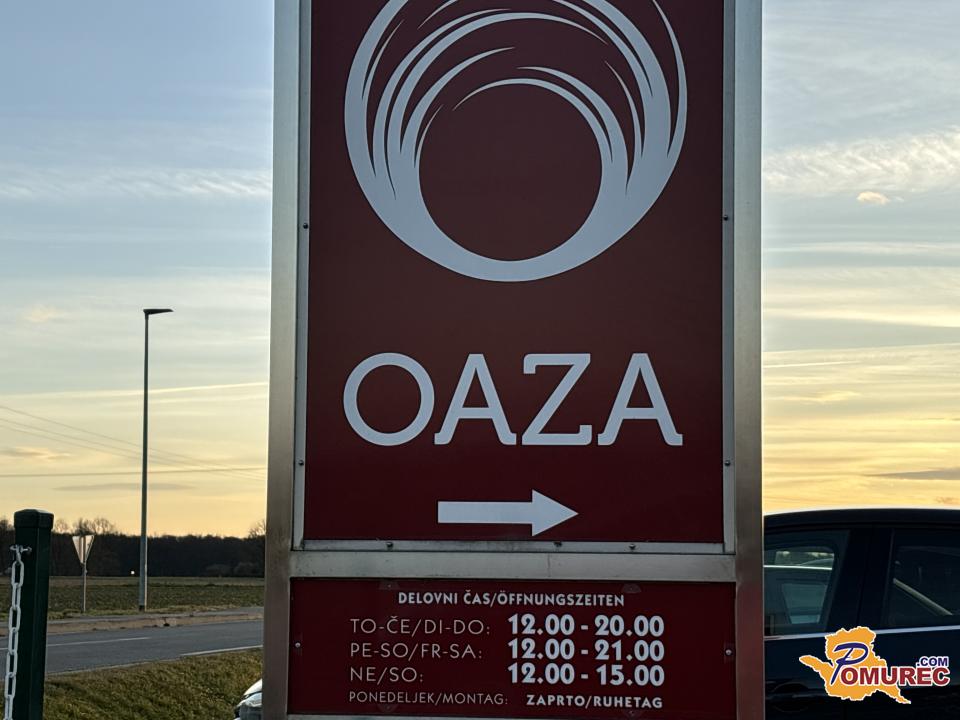 OAZA
DELOVNI ČAS/ÖFFNUNGSZEITEN
TO-ČE/DI-DO: 12.00 - 20.00
PE-SO/FR-SA: 12.00 - 21.00
NE/SO: 12.00 - 15.00
PONEDELJEK/MONTAG: ZAPRTO/RUHETAG
POMUREC.COM